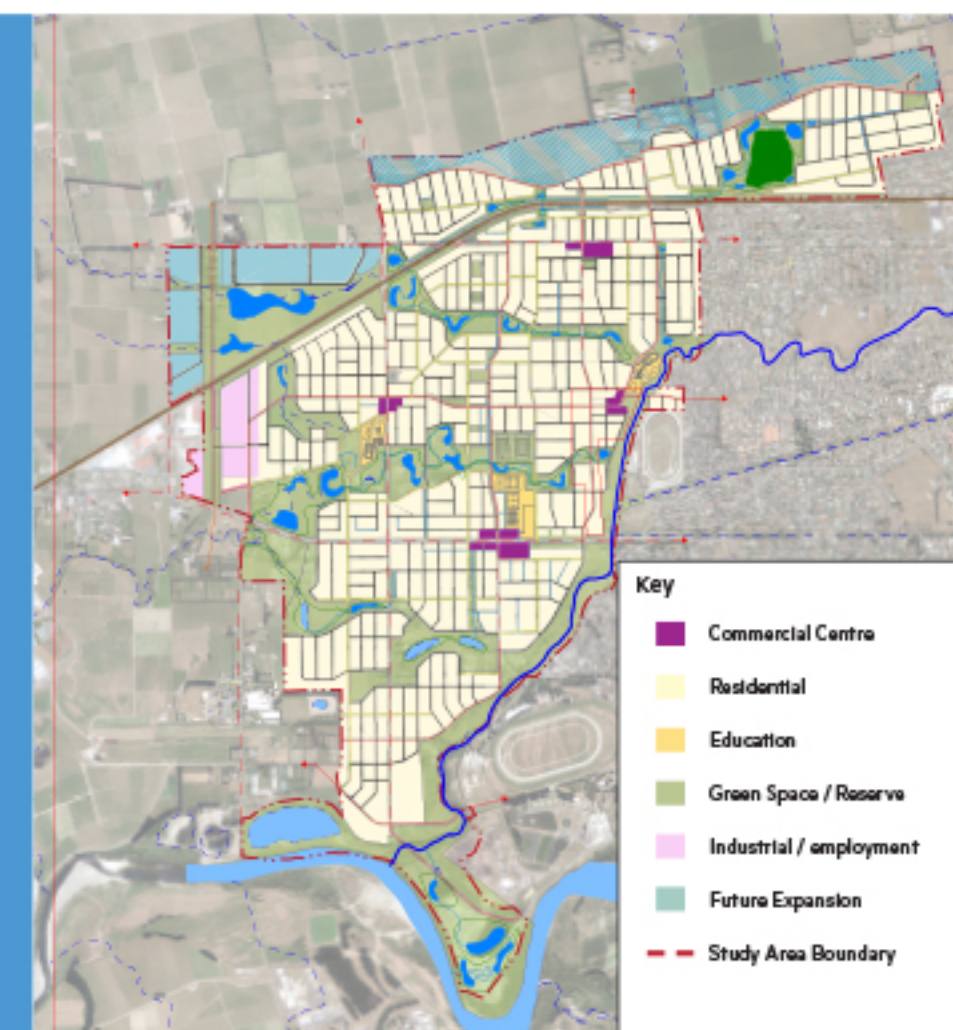 Key
Commercial Centre
Residential
Education
Green Space / Reserve
Industrial / employment
Future Expansion
Study Area Boundary